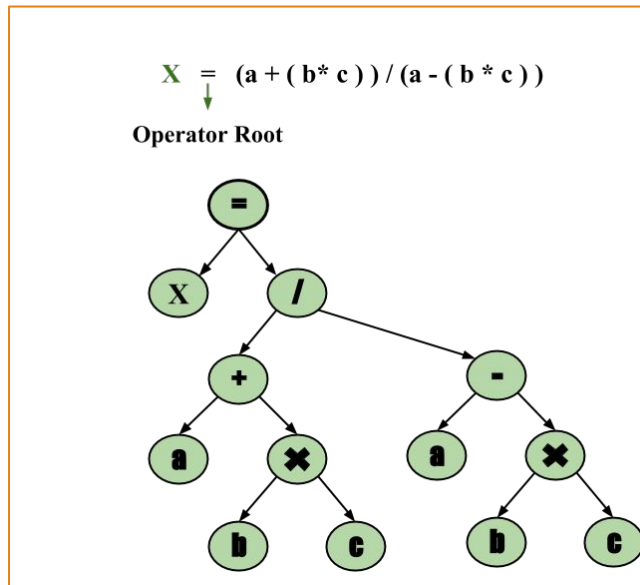 X = (a + ( b* c ) ) / (a - ( b * c ) )
Operator Root
=
X /
+ -
a × a ×
b c b c